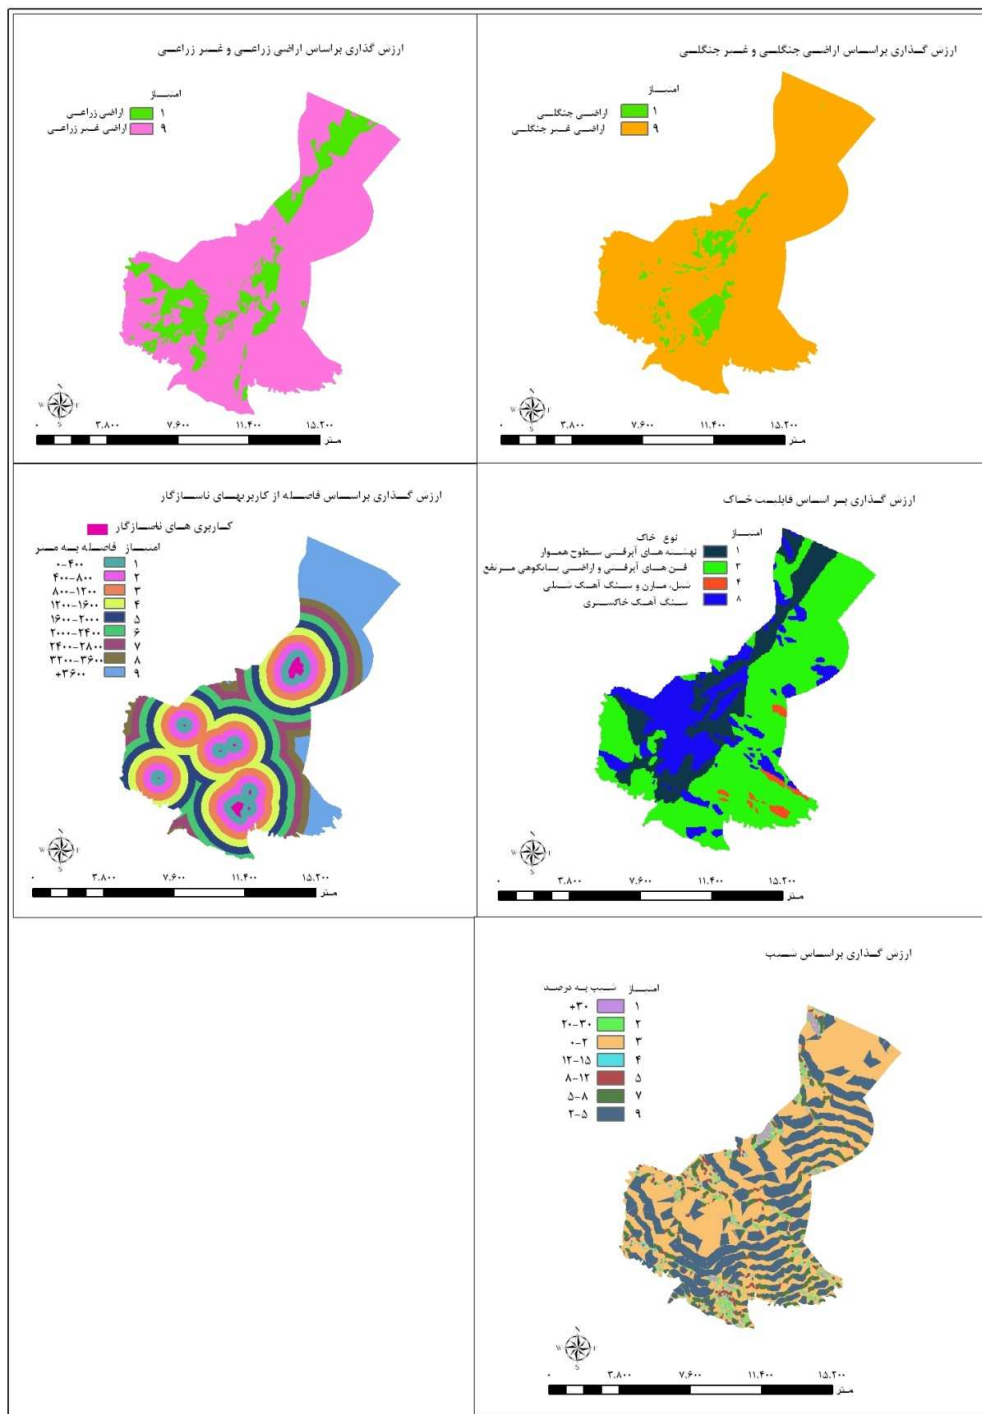 ارزش گذاری براساس اراضی جنگلی و غیر جنگلی
امتیاز
۱ اراضی جنگلی
۹ اراضی غیر جنگلی
N
W E
S
۰ ۳.۸۰۰ ۷.۶۰۰ ۱۱.۴۰۰ ۱۵.۲۰۰
متر
ارزش گذاری براساس اراضی زراعی و غیر زراعی
امتیاز
۱ اراضی زراعی
۹ اراضی غیر زراعی
N
W E
S
۰ ۳.۸۰۰ ۷.۶۰۰ ۱۱.۴۰۰ ۱۵.۲۰۰
متر
ارزش گذاری بر اساس قابلیت خاک
امتیاز نوع خاک
۱ نهشته های آبرفتی سطوح هموار
۳ فن های آبرفتی و اراضی پایکوهی مرتفع
۴ شیل، مارن و سنگ آهک شیلی
۸ سنگ آهک خاکستری
N
W E
S
۰ ۳.۸۰۰ ۷.۶۰۰ ۱۱.۴۰۰ ۱۵.۲۰۰
متر
ارزش گذاری براساس فاصله از کاربریهای ناسازگار
کاربری های ناسازگار
امتیاز فاصله به متر
۱ ۰-۴۰۰
۲ ۴۰۰-۸۰۰
۳ ۸۰۰-۱۲۰۰
۴ ۱۲۰۰-۱۶۰۰
۵ ۱۶۰۰-۲۰۰۰
۶ ۲۰۰۰-۲۴۰۰
۷ ۲۴۰۰-۲۸۰۰
۸ ۳۲۰۰-۳۶۰۰
۹ +۳۶۰۰
N
W E
S
۰ ۳.۸۰۰ ۷.۶۰۰ ۱۱.۴۰۰ ۱۵.۲۰۰
متر
ارزش گذاری براساس شیب
امتیاز شیب به درصد
۱ +۳۰
۲ ۲۰-۳۰
۳ ۰-۲
۴ ۱۲-۱۵
۵ ۸-۱۲
۷ ۵-۸
۹ ۲-۵
N
W E
S
۰ ۳.۸۰۰ ۷.۶۰۰ ۱۱.۴۰۰ ۱۵.۲۰۰
متر